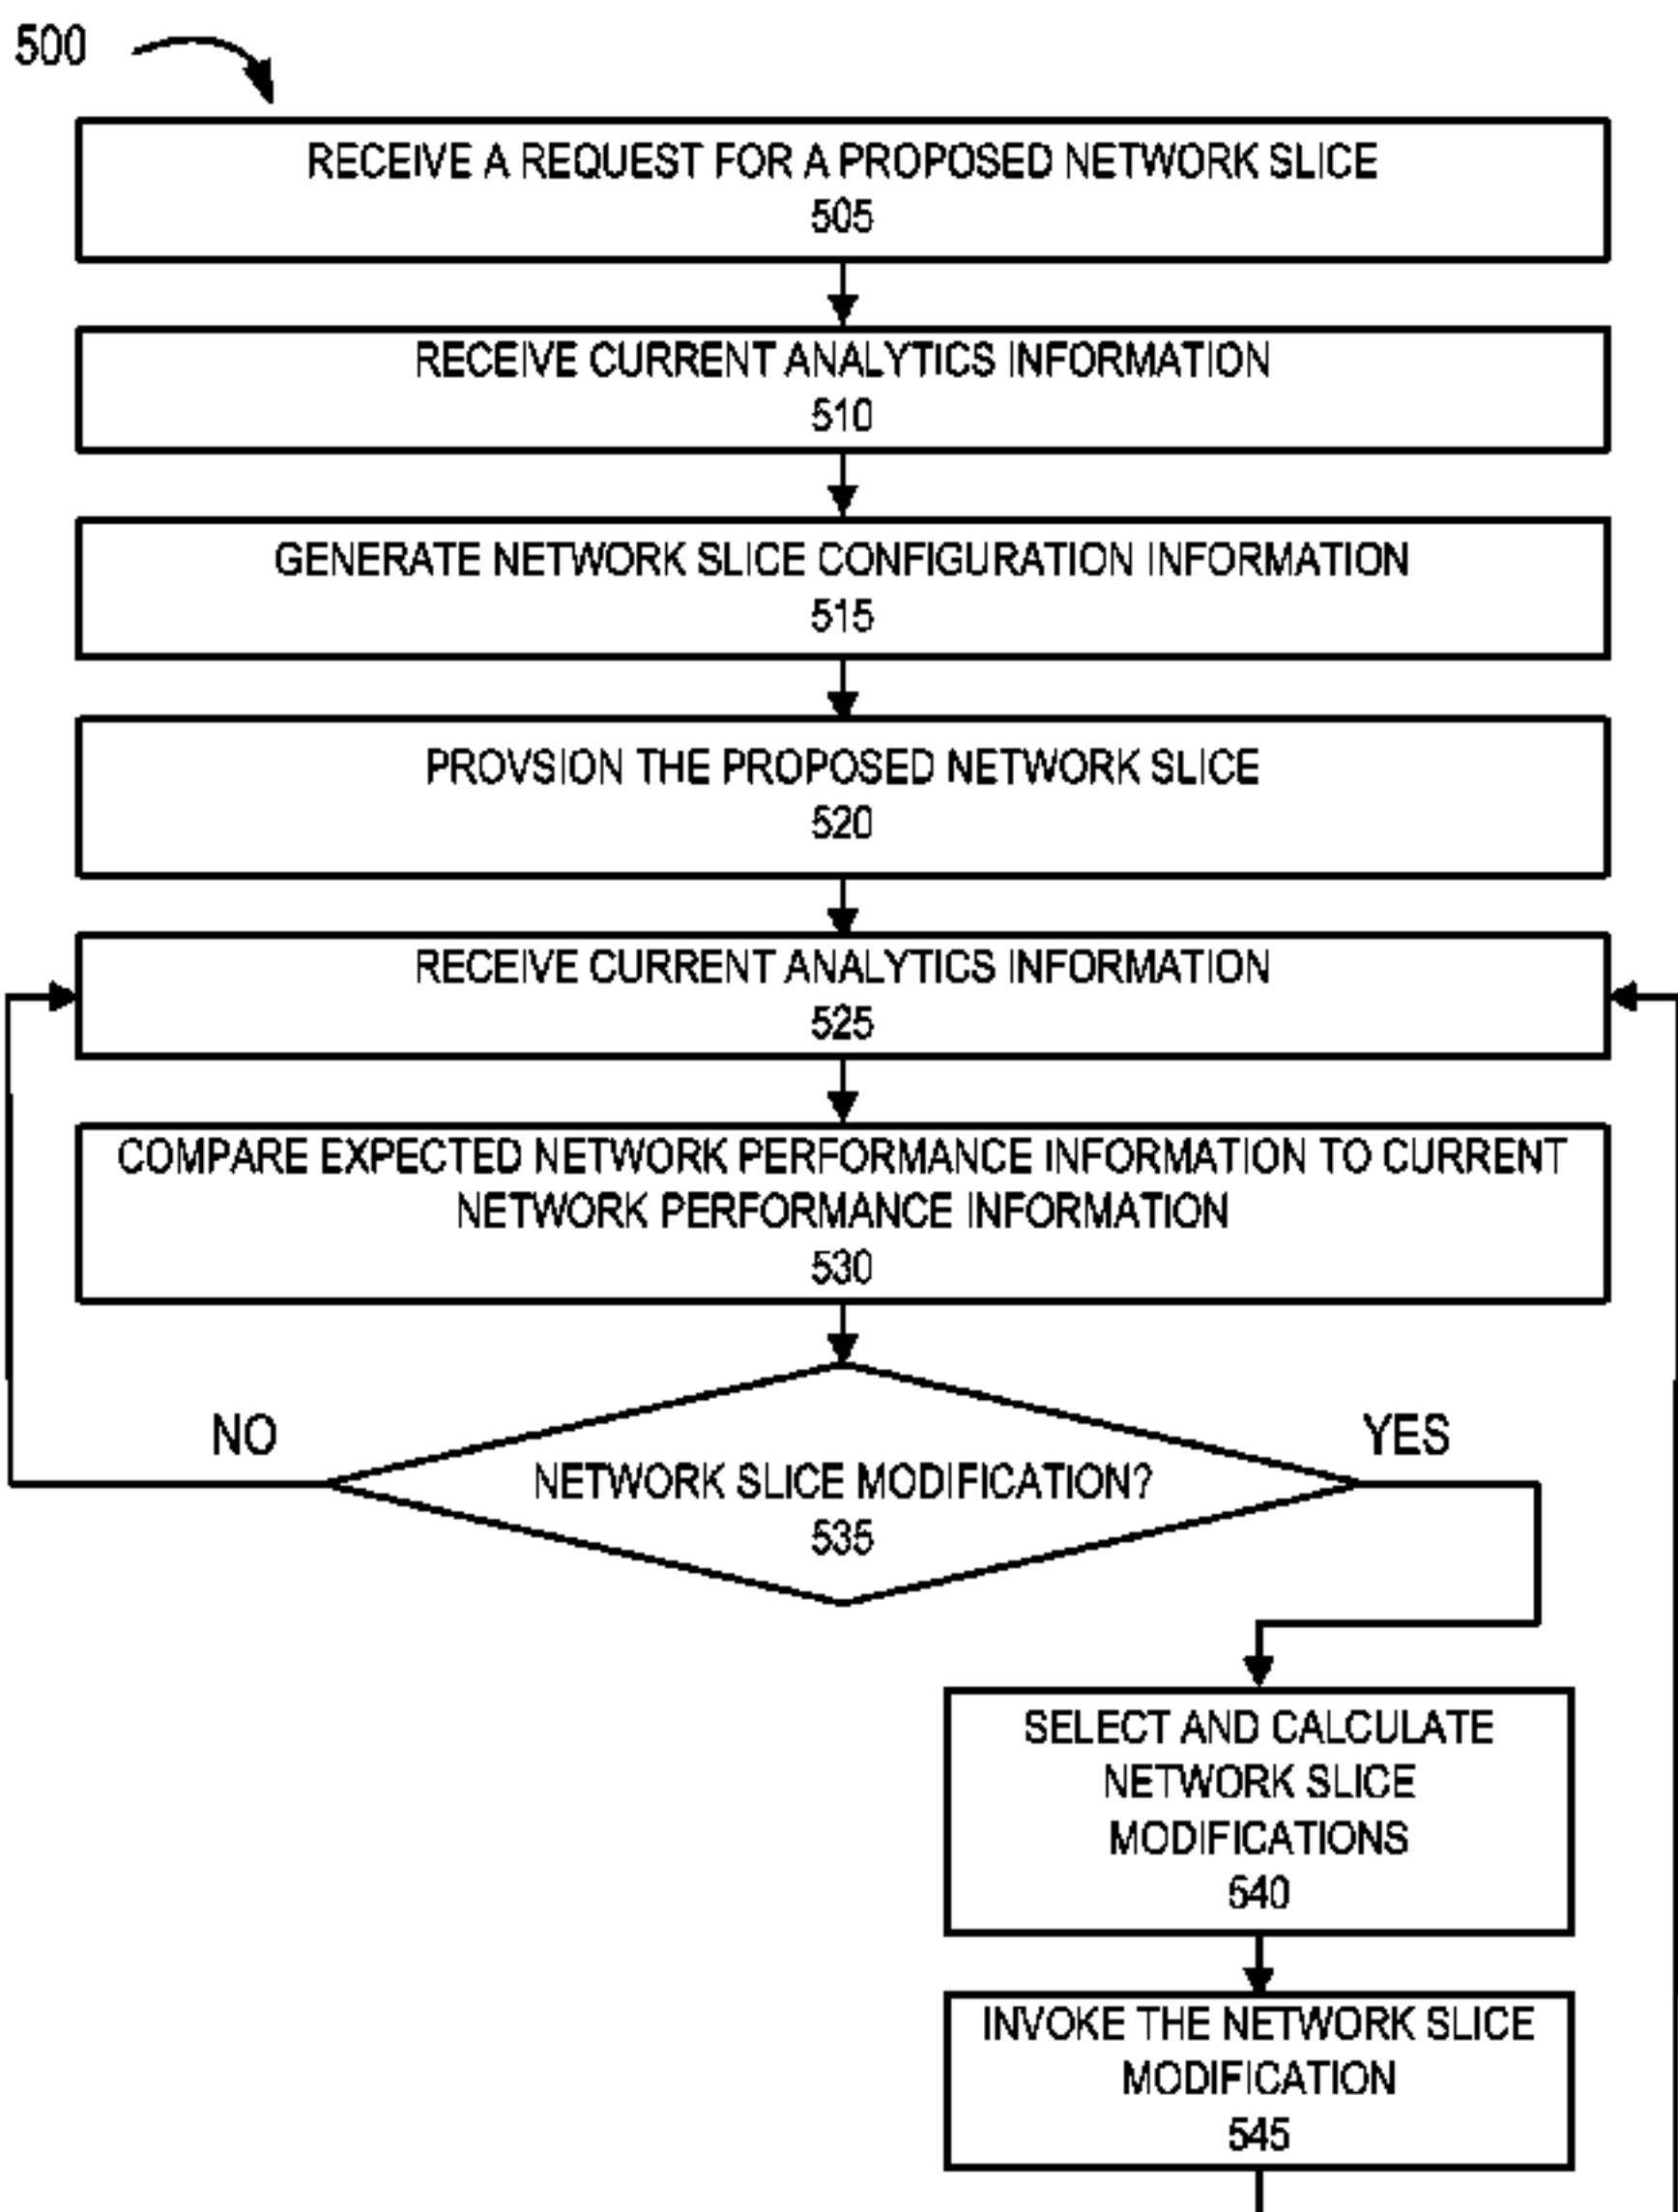 500
RECEIVE A REQUEST FOR A PROPOSED NETWORK SLICE
505
RECEIVE CURRENT ANALYTICS INFORMATION
510
GENERATE NETWORK SLICE CONFIGURATION INFORMATION
515
PROVSION THE PROPOSED NETWORK SLICE
520
RECEIVE CURRENT ANALYTICS INFORMATION
525
COMPARE EXPECTED NETWORK PERFORMANCE INFORMATION TO CURRENT
NETWORK PERFORMANCE INFORMATION
530
NO
YES
NETWORK SLICE MODIFICATION?
535
SELECT AND CALCULATE
NETWORK SLICE
MODIFICATIONS
540
INVOKE THE NETWORK SLICE
MODIFICATION
545